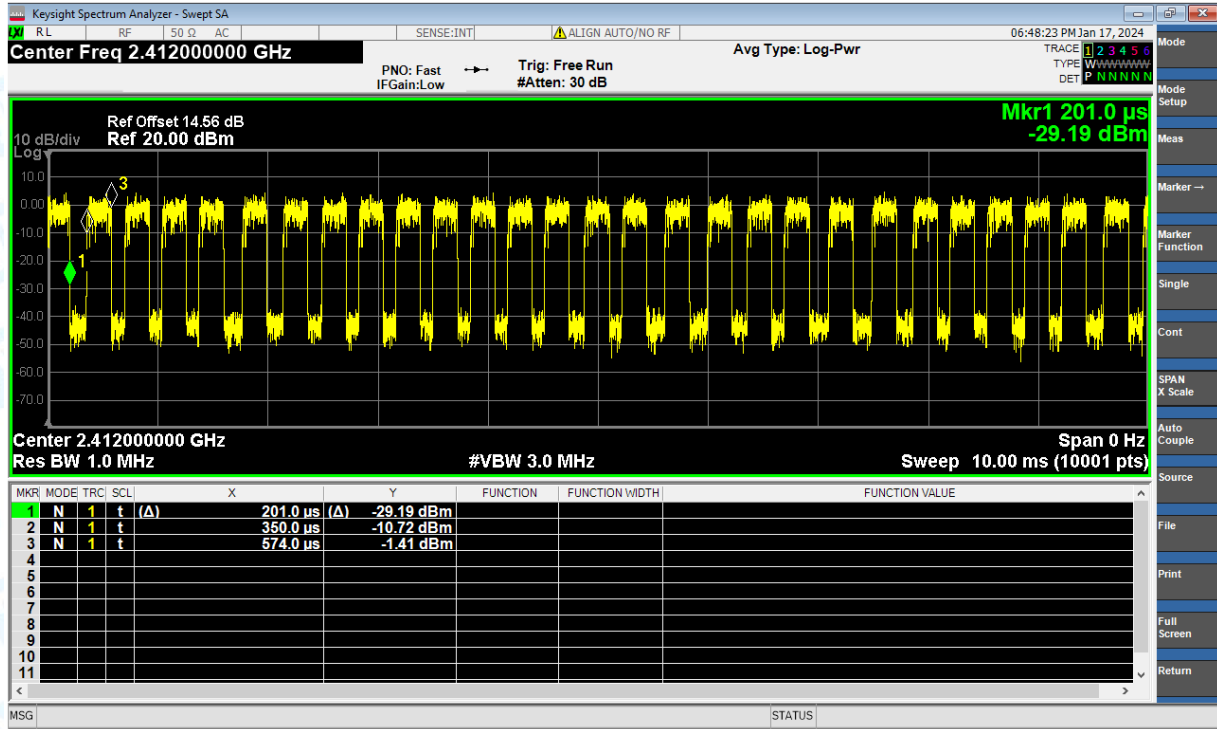 Keysight Spectrum Analyzer - Swept SA
LXI RL RF 50 Ω AC SENSE:INT ALIGN AUTO/NO RF 06:48:23 PM Jan 17, 2024
Center Freq 2.412000000 GHz
Avg Type: Log-Pwr
TRACE 1 2 3 4 5 6
TYPE WWWWWW
DET P N N N N N
PNO: Fast
IFGain:Low
Trig: Free Run
#Atten: 30 dB
Mkr1 201.0 µs
-29.19 dBm
Ref Offset 14.56 dB
10 dB/div Ref 20.00 dBm
Log
10.0
0.00
-10.0
-20.0
-30.0
-40.0
-50.0
-60.0
-70.0
3
1
Center 2.412000000 GHz Span 0 Hz
Res BW 1.0 MHz #VBW 3.0 MHz Sweep 10.00 ms (10001 pts)
MKR MODE TRC SCL X Y FUNCTION FUNCTION WIDTH FUNCTION VALUE
1 N 1 t (Δ) 201.0 µs (Δ) -29.19 dBm
2 N 1 t 350.0 µs -10.72 dBm
3 N 1 t 574.0 µs -1.41 dBm
4
5
6
7
8
9
10
11
MSG STATUS
Mode
Mode
Setup
Meas
Marker →
Marker
Function
Single
Cont
SPAN
X Scale
Auto
Couple
Source
File
Print
Full
Screen
Return